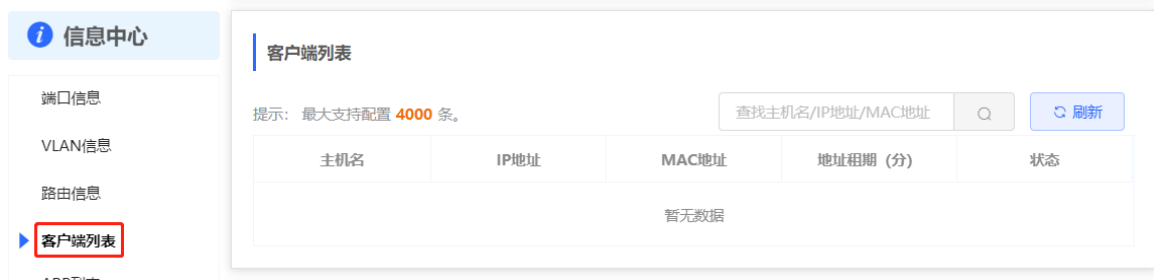 信息中心
端口信息
VLAN信息
路由信息
客户端列表
客户端列表
提示： 最大支持配置 4000 条。
查找主机名/IP地址/MAC地址
刷新
主机名 IP地址 MAC地址 地址租期（分） 状态
暂无数据